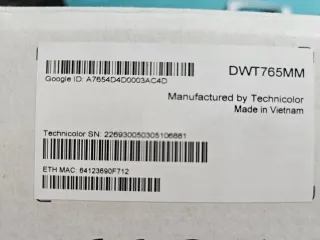 DWT765MM
Google ID: A7654D4D0003AC4D
Manufactured by Technicolor
Made in Vietnam
Technicolor SN: 226930050305106881
ETH MAC: 64123690F712